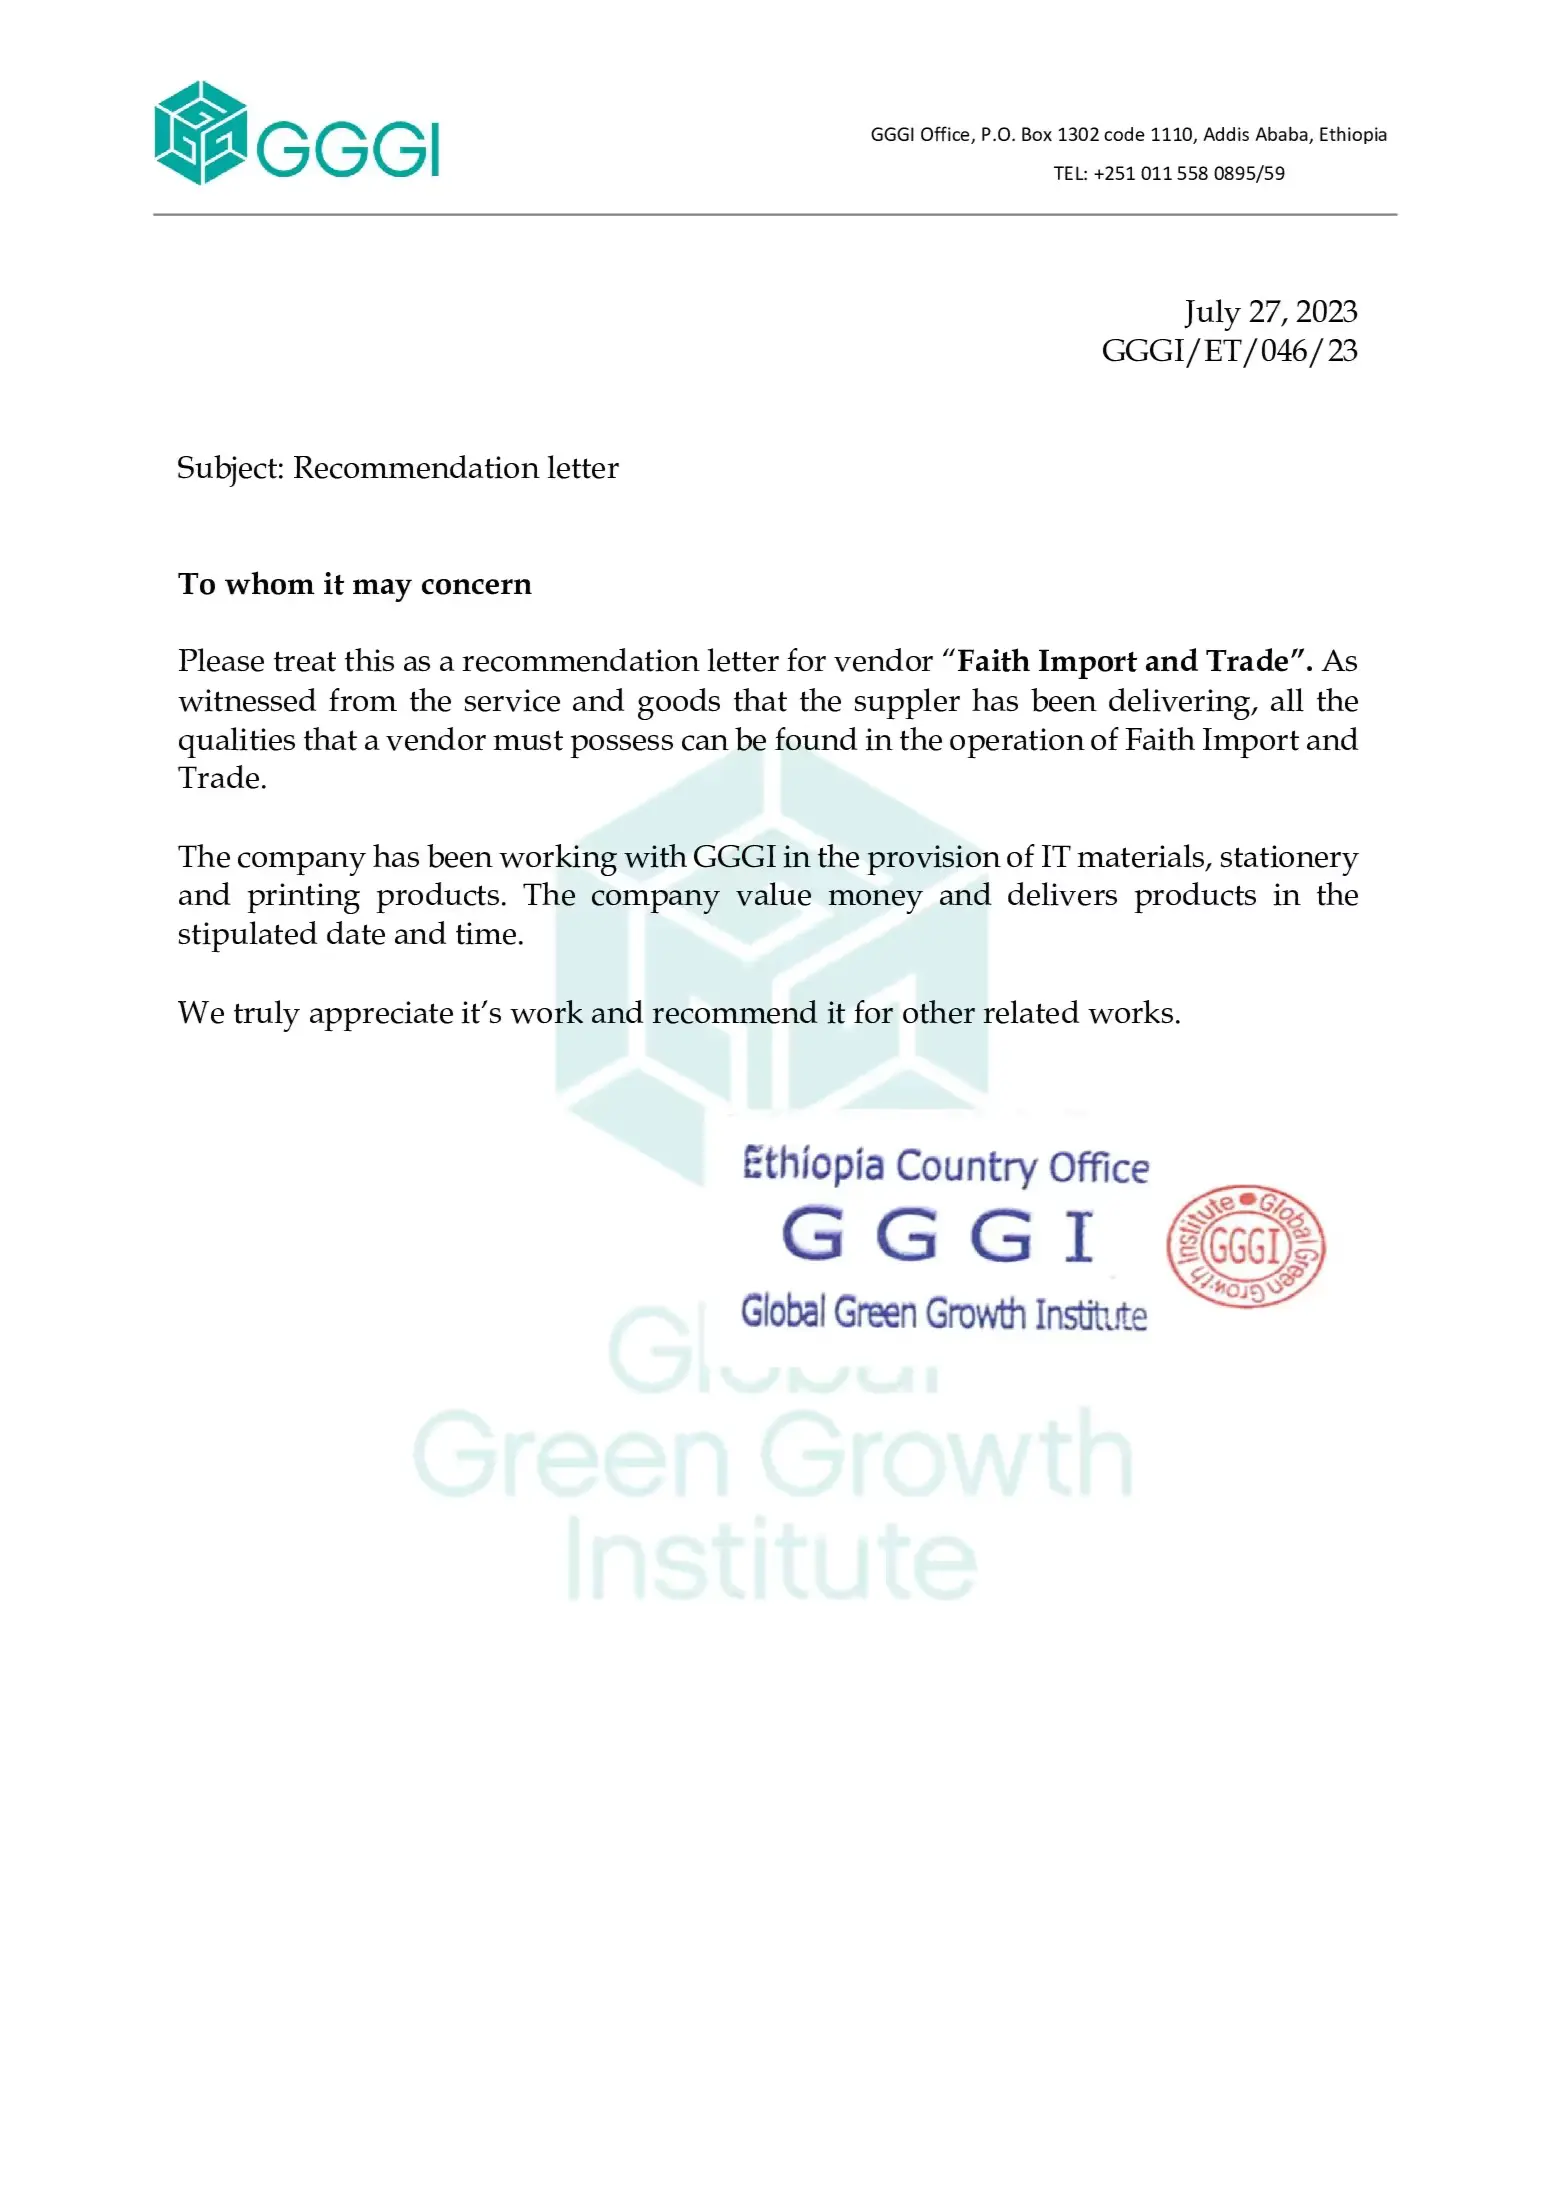 GGGI
GGGI Office, P.O. Box 1302 code 1110, Addis Ababa, Ethiopia
TEL: +251 011 558 0895/59
July 27, 2023
GGGI/ET/046/23
Subject: Recommendation letter
To whom it may concern
Please treat this as a recommendation letter for vendor “Faith Import and Trade”. As
witnessed from the service and goods that the suppler has been delivering, all the
qualities that a vendor must possess can be found in the operation of Faith Import and
Trade.
The company has been working with GGGI in the provision of IT materials, stationery
and printing products. The company value money and delivers products in the
stipulated date and time.
We truly appreciate it’s work and recommend it for other related works.
Ethiopia Country Office
G G G I
Global Green Growth Institute
Global Green Growth Institute
GGGI
Global
Green Growth
Institute